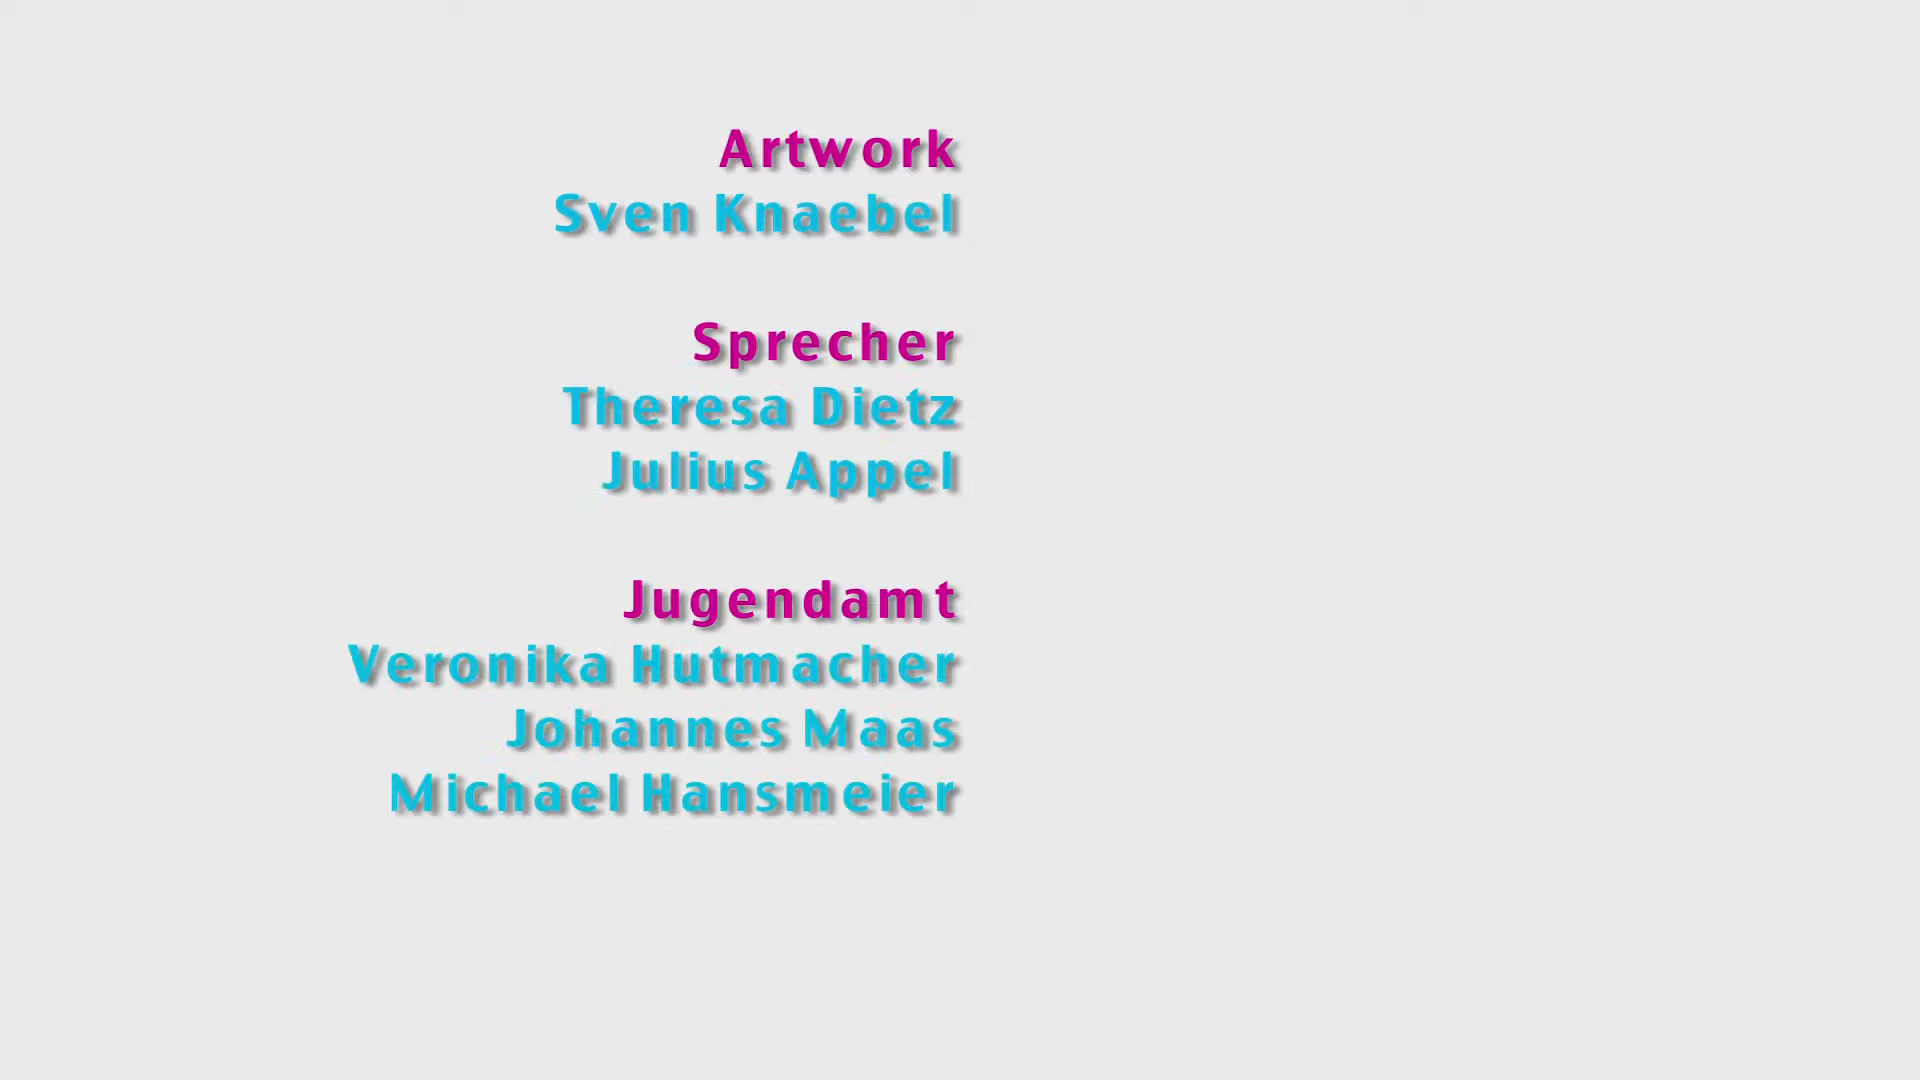 Artwork
Sven Knaebel
Sprecher
Theresa Dietz
Julius Appel
Jugendamt
Veronika Hutmacher
Johannes Maas
Michael Hansmeier